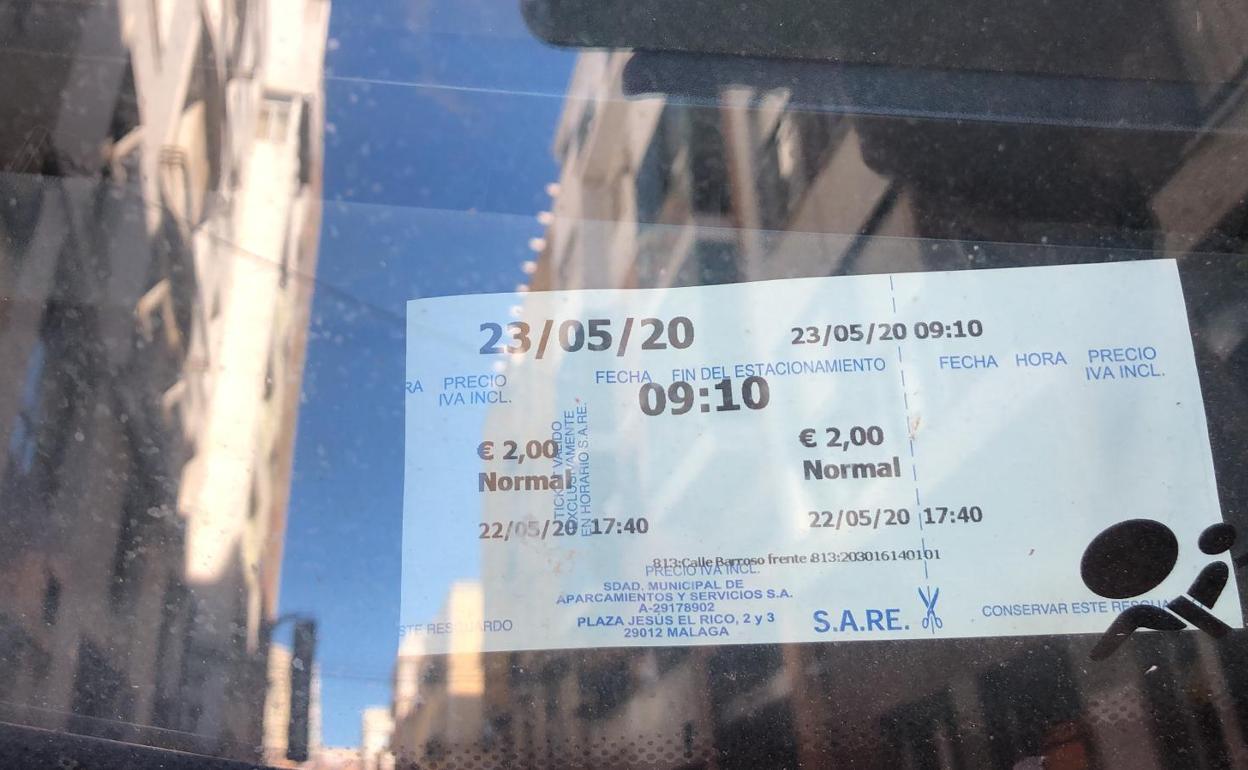 23/05/20
23/05/20 09:10
RA PRECIO IVA INCL.
FECHA FIN DEL ESTACIONAMIENTO
FECHA HORA PRECIO IVA INCL.
09:10
€ 2,00
€ 2,00
Normal
Normal
TICKET VÁLIDO
EXCLUSIVAMENTE
EN HORARIO S.A.RE.
22/05/20 17:40
22/05/20 17:40
813:Calle Barroso frente 813:203016140101
PRECIO IVA INCL.
SDAD. MUNICIPAL DE
APARCAMIENTOS Y SERVICIOS S.A.
A-29178902
PLAZA JESÚS EL RICO, 2 y 3
29012 MALAGA
STE RESGUARDO
S.A.RE.
CONSERVAR ESTE RESGUA